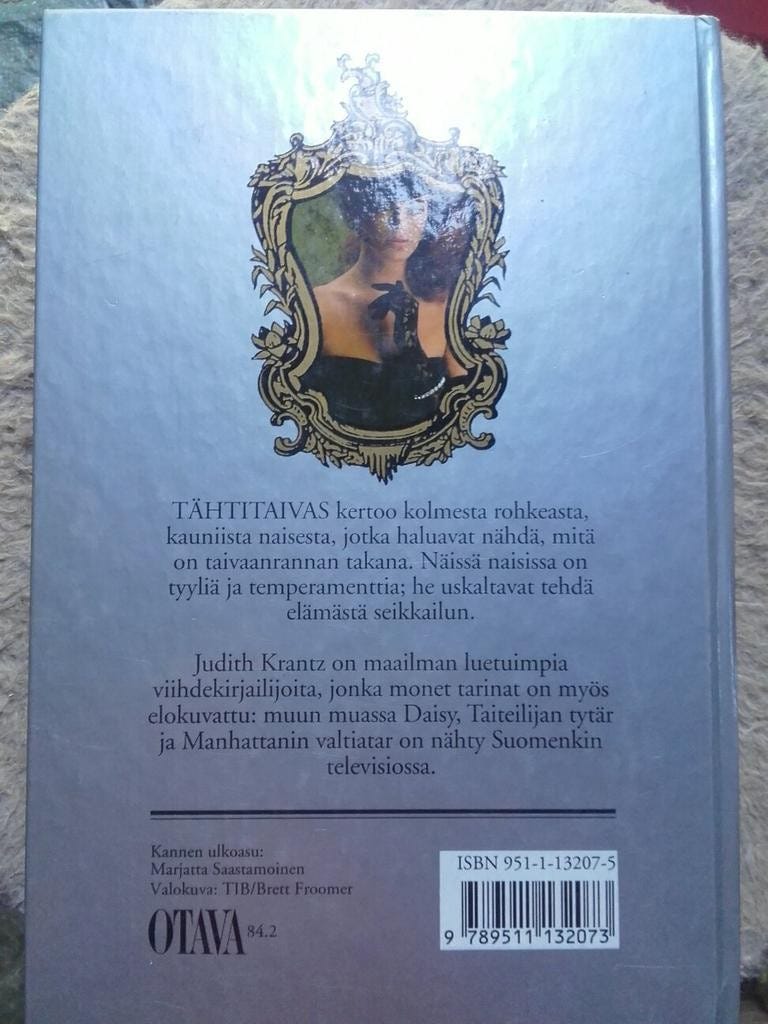 TÄHTITAIVAS kertoo kolmesta rohkeasta,
kauniista naisesta, jotka haluavat nähdä, mitä
on taivaanrannan takana. Näissä naisissa on
tyyliä ja temperamenttia; he uskaltavat tehdä
elämästä seikkailun.
Judith Krantz on maailman luetuimpia
viihdekirjailijoita, jonka monet tarinat on myös
elokuvattu: muun muassa Daisy, Taiteilijan tytär
ja Manhattanin valtiatar on nähty Suomenkin
televisiossa.
Kannen ulkoasu:
Marjatta Saastamoinen
Valokuva: TIB/Brett Froomer
OTAVA 84.2
ISBN 951-1-13207-5
9 789511 132073